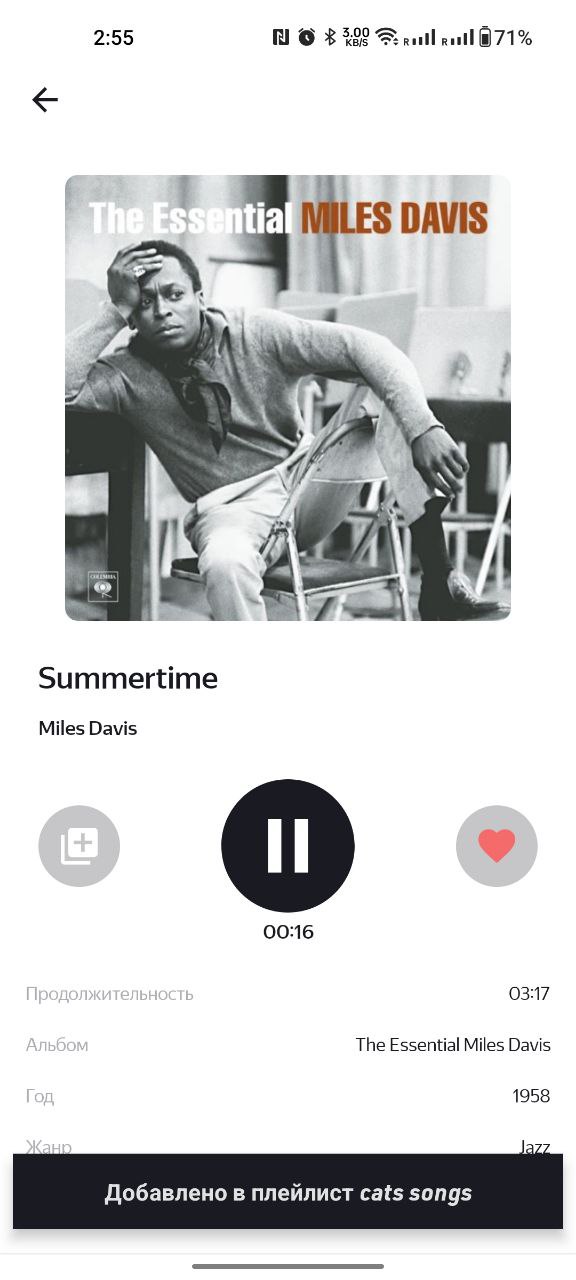 2:55
3.00
KB/S
R
R
71%
The Essential MILES DAVIS
COLUMBIA
Summertime
Miles Davis
00:16
Продолжительность 03:17
Альбом The Essential Miles Davis
Год 1958
Жанр Jazz
Добавлено в плейлист cats songs